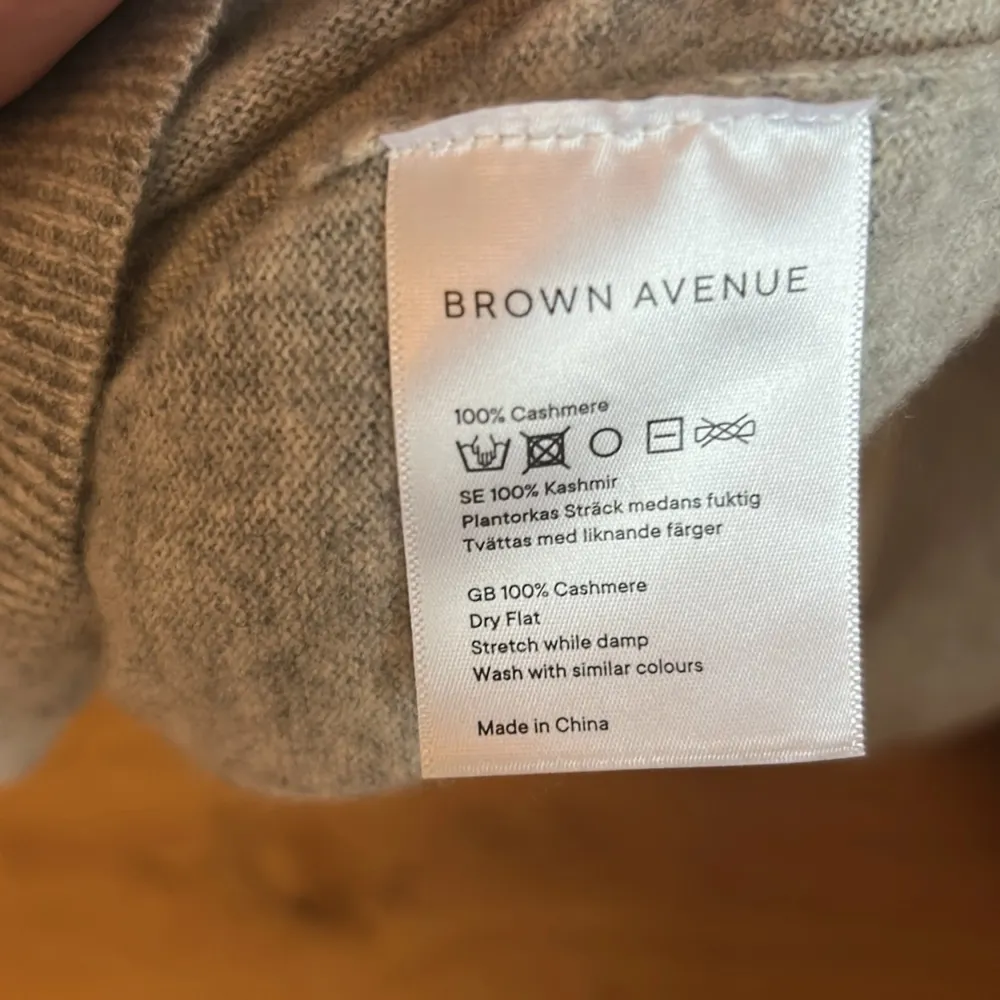 BROWN AVENUE
100% Cashmere
SE 100% Kashmir
Plantorkas Sträck medans fuktig
Tvättas med liknande färger
GB 100% Cashmere
Dry Flat
Stretch while damp
Wash with similar colours
Made in China